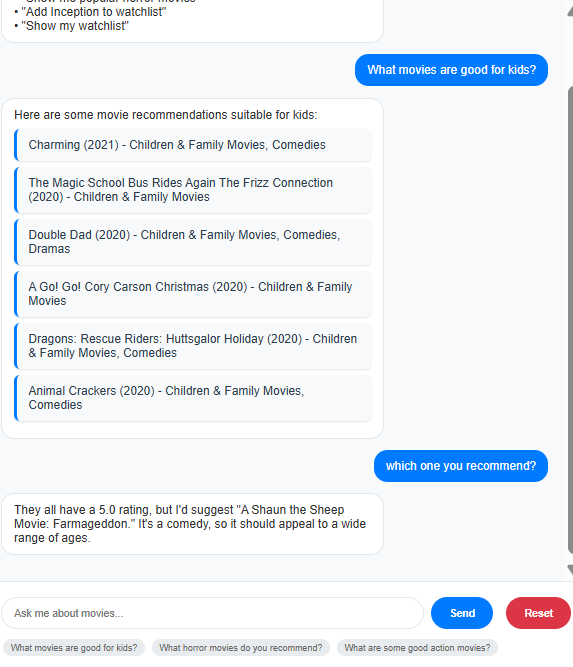 • "Add Inception to watchlist"
• "Show my watchlist"
What movies are good for kids?
Here are some movie recommendations suitable for kids:
Charming (2021) - Children & Family Movies, Comedies
The Magic School Bus Rides Again The Frizz Connection
(2020) - Children & Family Movies
Double Dad (2020) - Children & Family Movies, Comedies,
Dramas
A Go! Go! Cory Carson Christmas (2020) - Children & Family
Movies
Dragons: Rescue Riders: Huttsgalor Holiday (2020) - Children
& Family Movies, Comedies
Animal Crackers (2020) - Children & Family Movies,
Comedies
which one you recommend?
They all have a 5.0 rating, but I'd suggest "A Shaun the Sheep
Movie: Farmageddon." It's a comedy, so it should appeal to a wide
range of ages.
Ask me about movies...
Send
Reset
What movies are good for kids?
What horror movies do you recommend?
What are some good action movies?